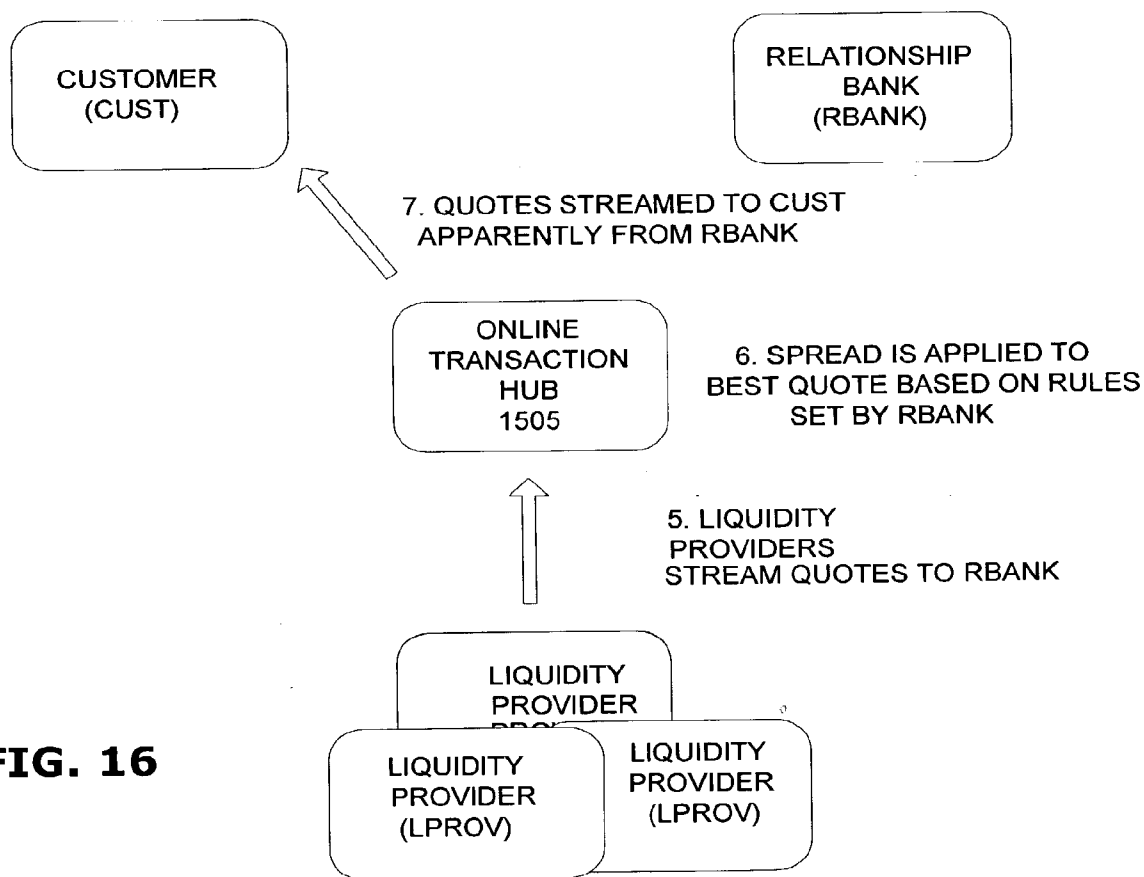 CUSTOMER
(CUST)
RELATIONSHIP
BANK
(RBANK)
7. QUOTES STREAMED TO CUST
APPARENTLY FROM RBANK
ONLINE
TRANSACTION
HUB
1505
6. SPREAD IS APPLIED TO
BEST QUOTE BASED ON RULES
SET BY RBANK
5. LIQUIDITY
PROVIDERS
STREAM QUOTES TO RBANK
LIQUIDITY
PROVIDER
LIQUIDITY
PROVIDER
(LPROV)
LIQUIDITY
PROVIDER
(LPROV)
FIG. 16